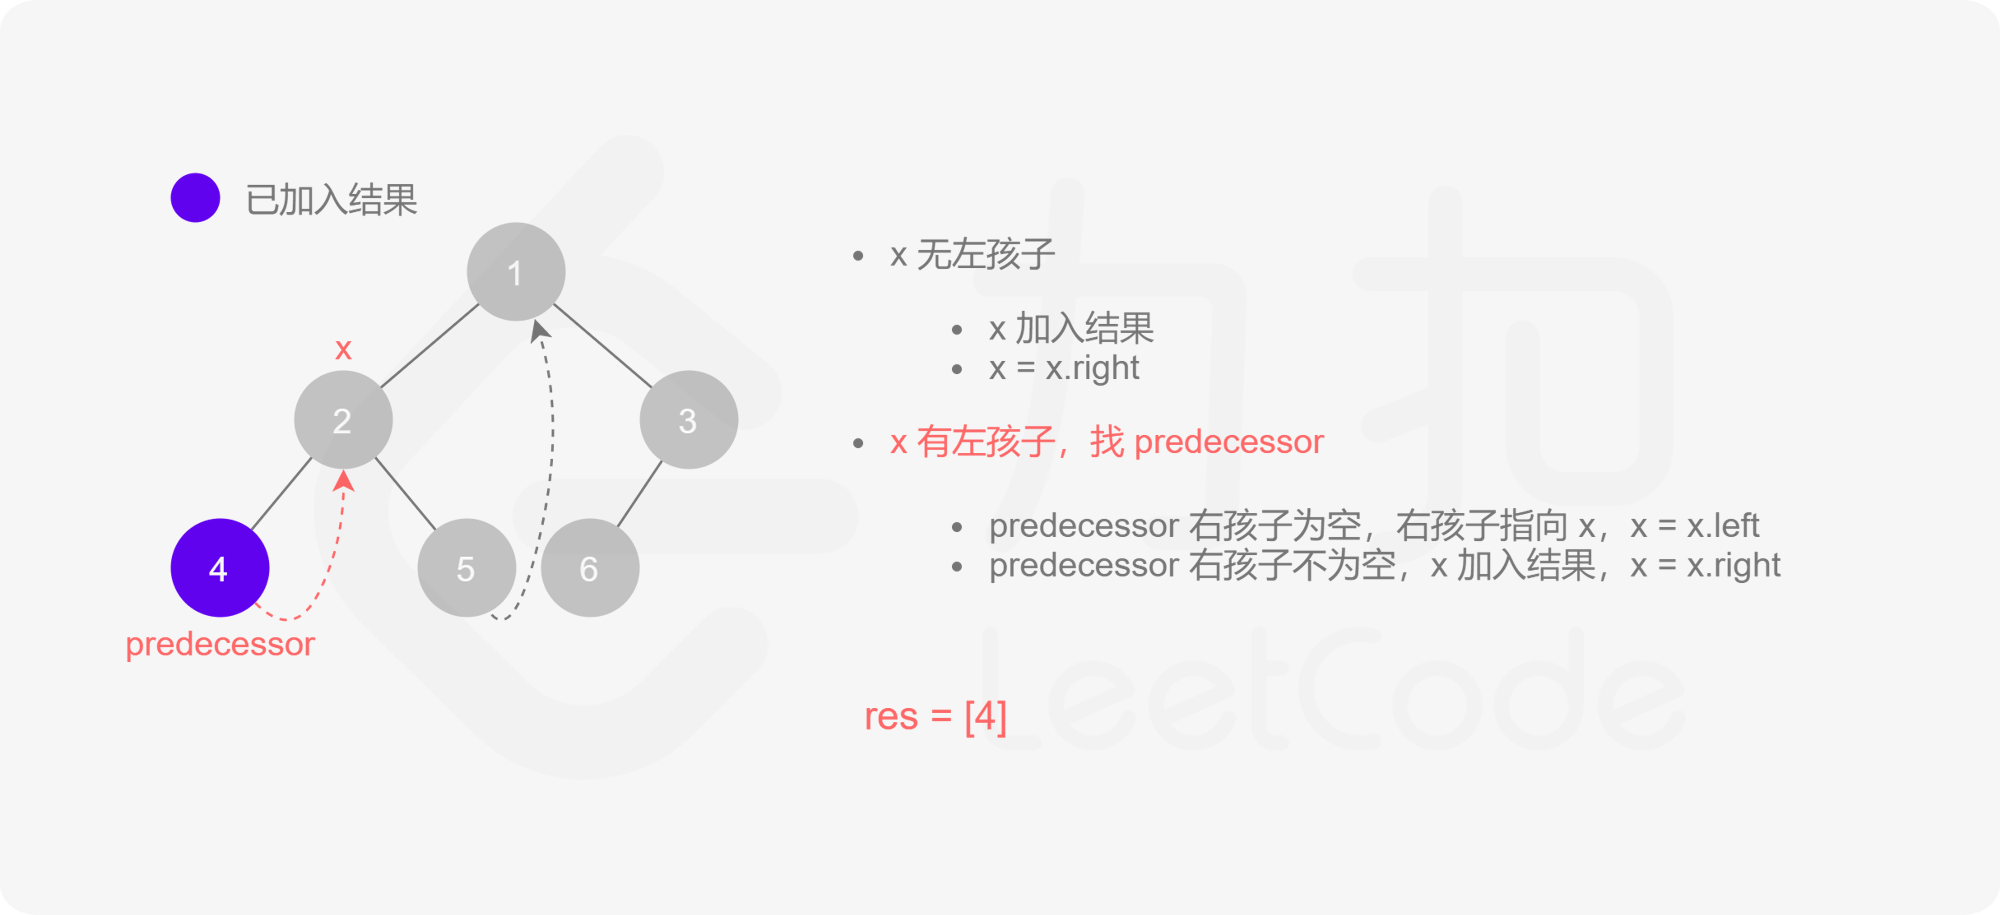 已加入结果
1
x
2
3
4
5
6
predecessor
x 无左孩子
x 加入结果
x = x.right
x 有左孩子，找 predecessor
predecessor 右孩子为空，右孩子指向 x，x = x.left
predecessor 右孩子不为空，x 加入结果，x = x.right
res = [4]
力扣
LeetCode